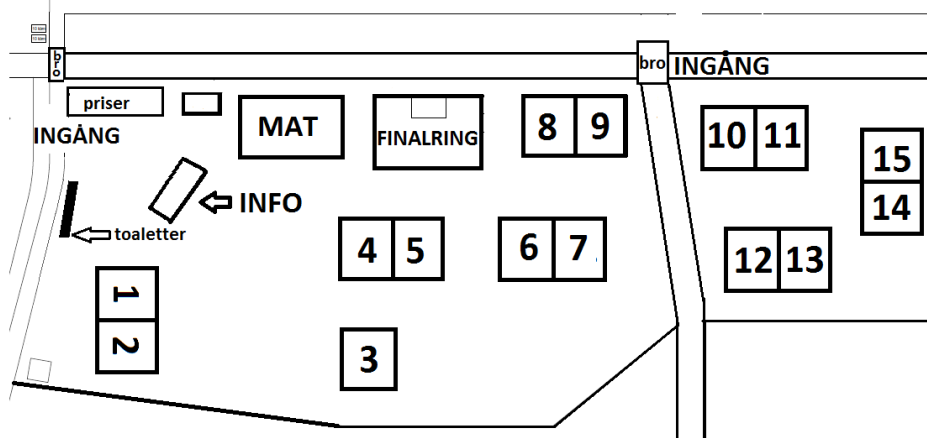 bro
bro
INGÅNG
priser
INGÅNG
MAT
FINALRING
8
9
10
11
15
14
INFO
toaletter
4
5
6
7
12
13
1
2
3